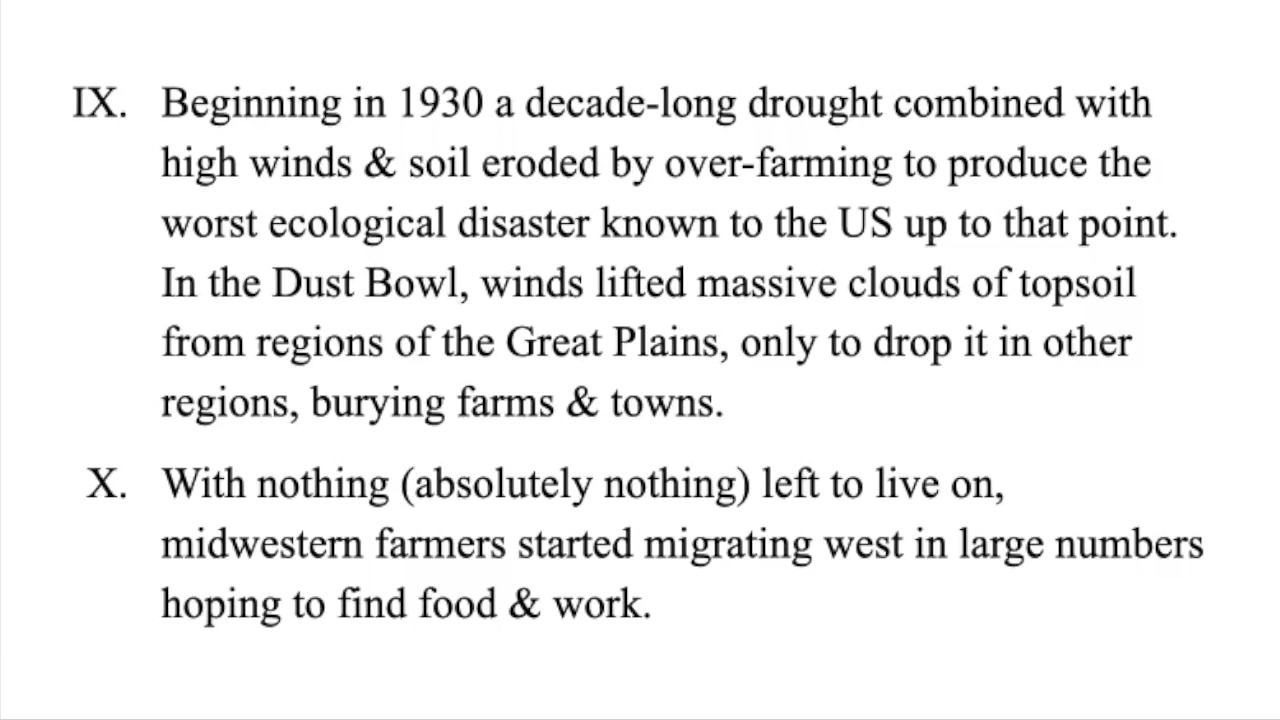 IX. Beginning in 1930 a decade-long drought combined with
high winds & soil eroded by over-farming to produce the
worst ecological disaster known to the US up to that point.
In the Dust Bowl, winds lifted massive clouds of topsoil
from regions of the Great Plains, only to drop it in other
regions, burying farms & towns.
X. With nothing (absolutely nothing) left to live on,
midwestern farmers started migrating west in large numbers
hoping to find food & work.